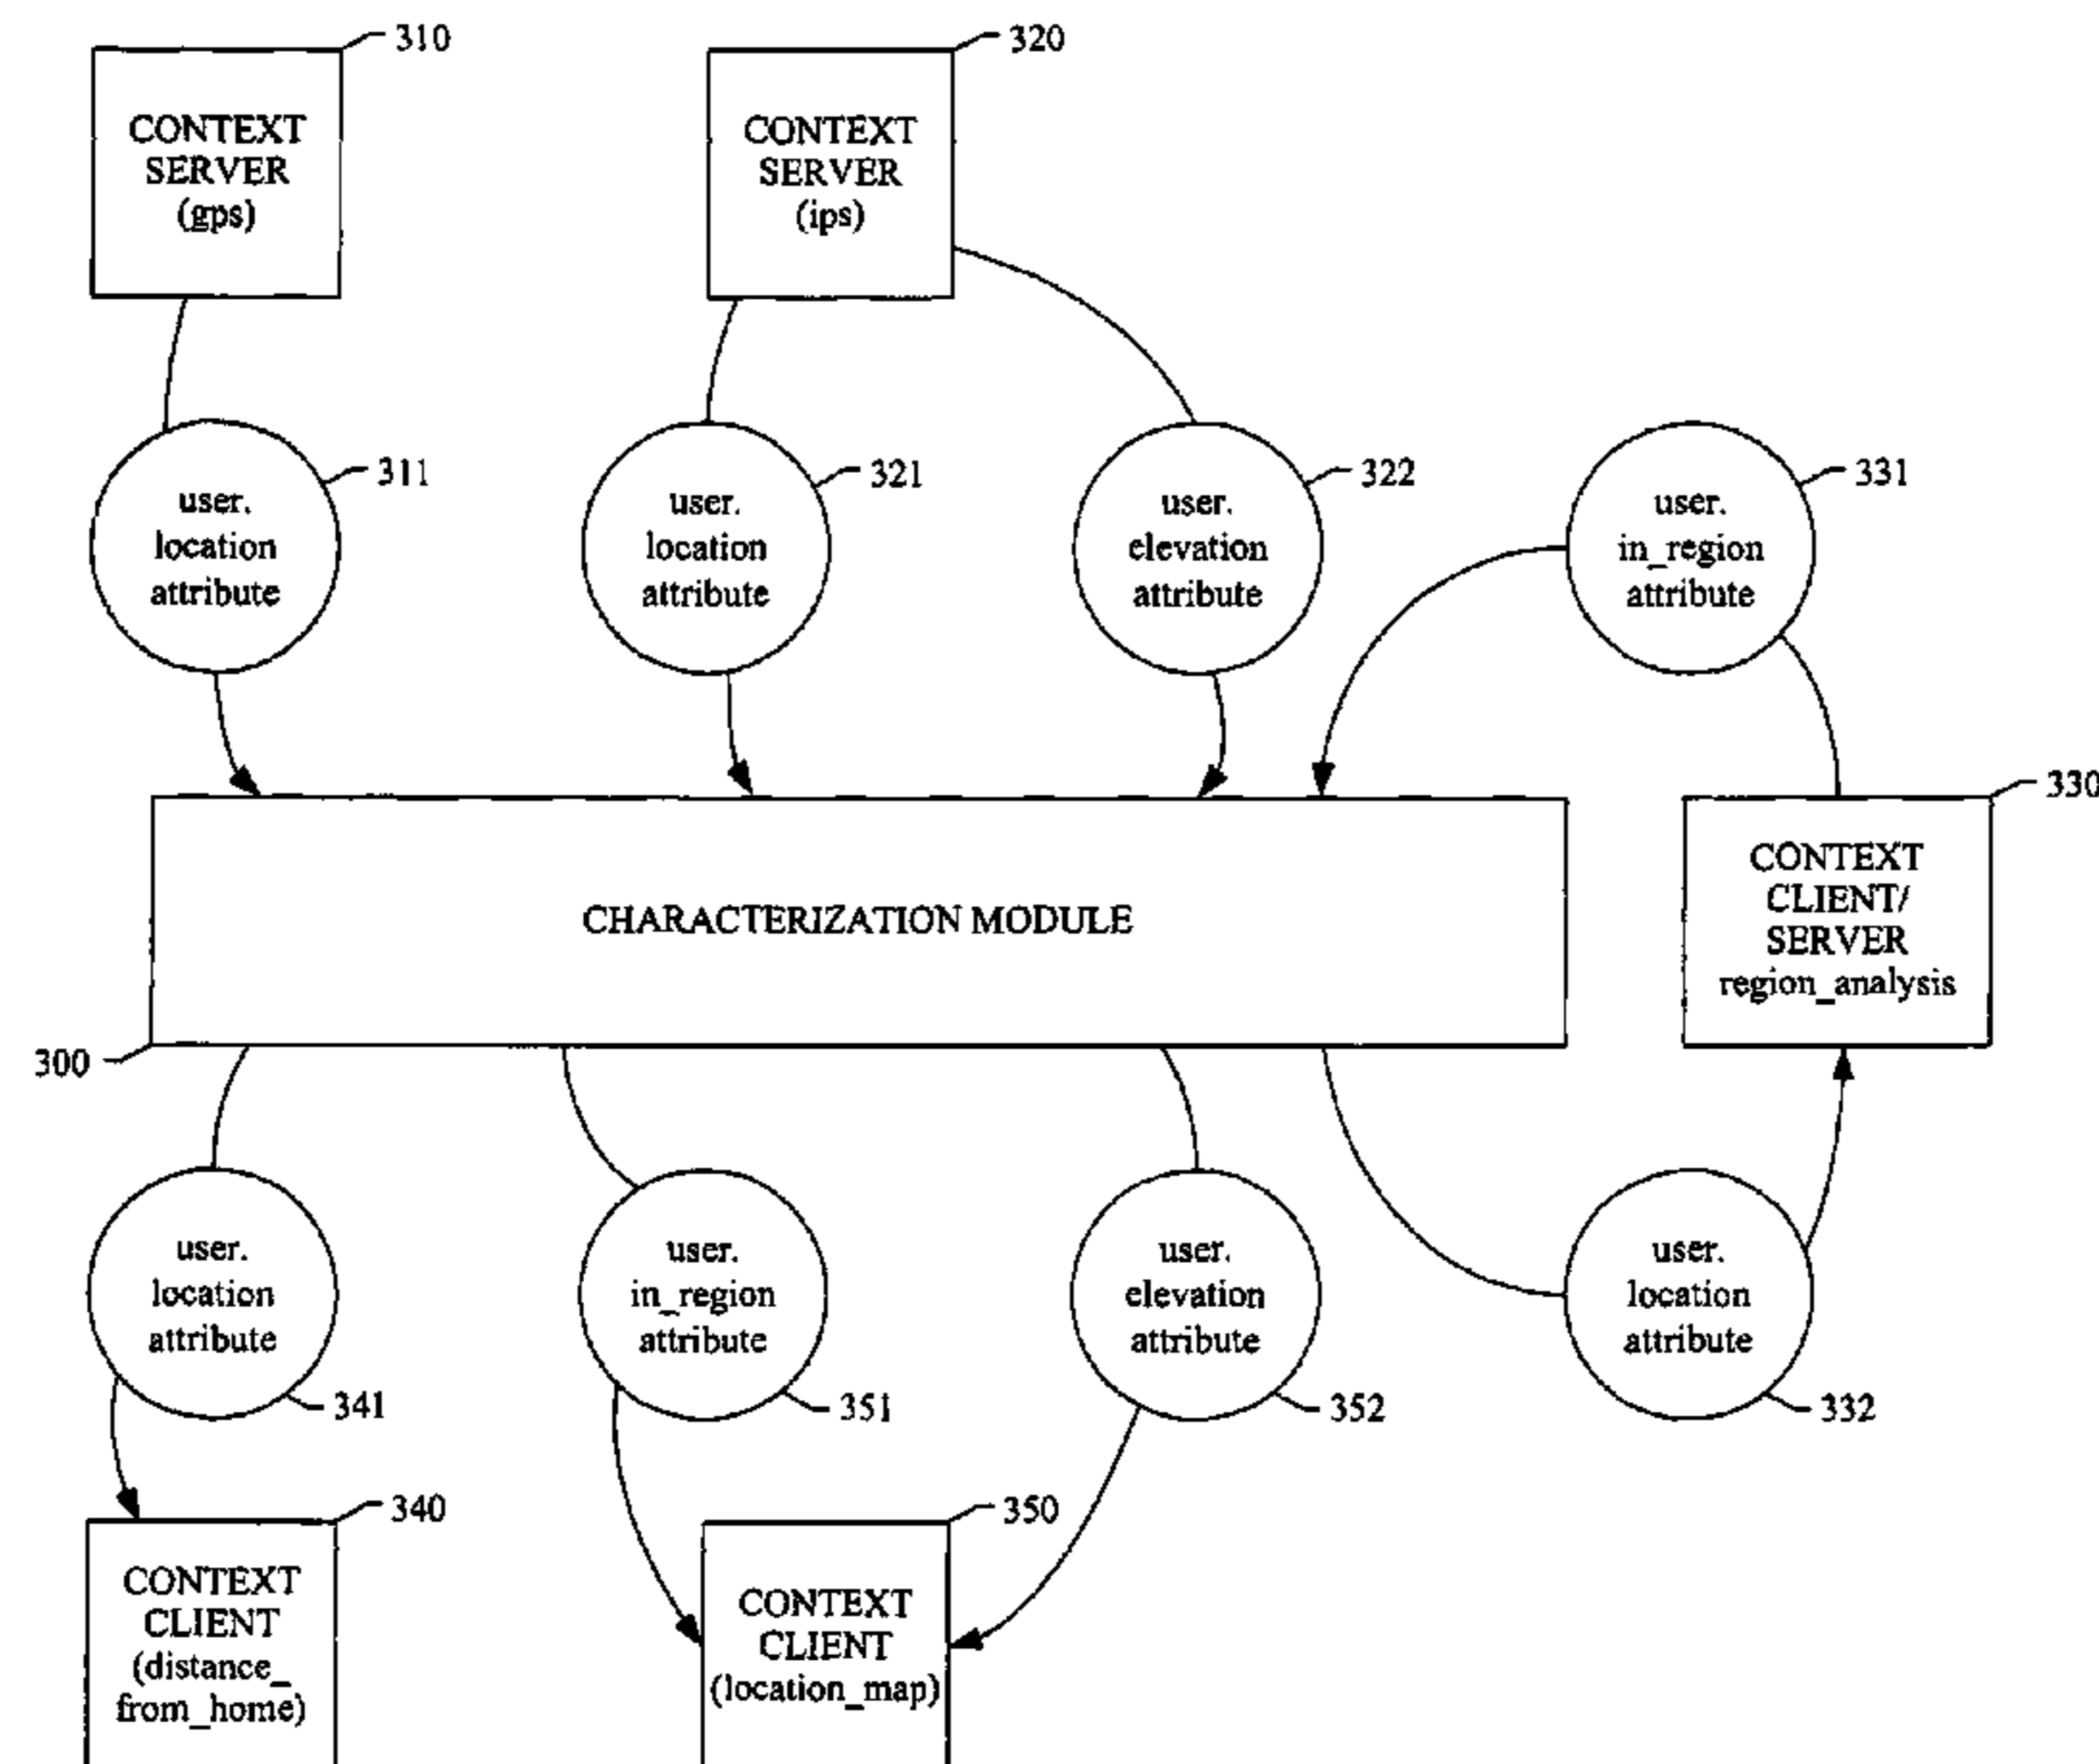 310
CONTEXT
SERVER
(gps)
320
CONTEXT
SERVER
(ips)
311
user.
location
attribute
321
user.
location
attribute
322
user.
elevation
attribute
331
user.
in_region
attribute
300
CHARACTERIZATION MODULE
330
CONTEXT
CLIENT/
SERVER
region_analysis
user.
location
attribute
341
user.
in_region
attribute
351
user.
elevation
attribute
352
user.
location
attribute
332
340
CONTEXT
CLIENT
(distance_
from_home)
350
CONTEXT
CLIENT
(location_map)